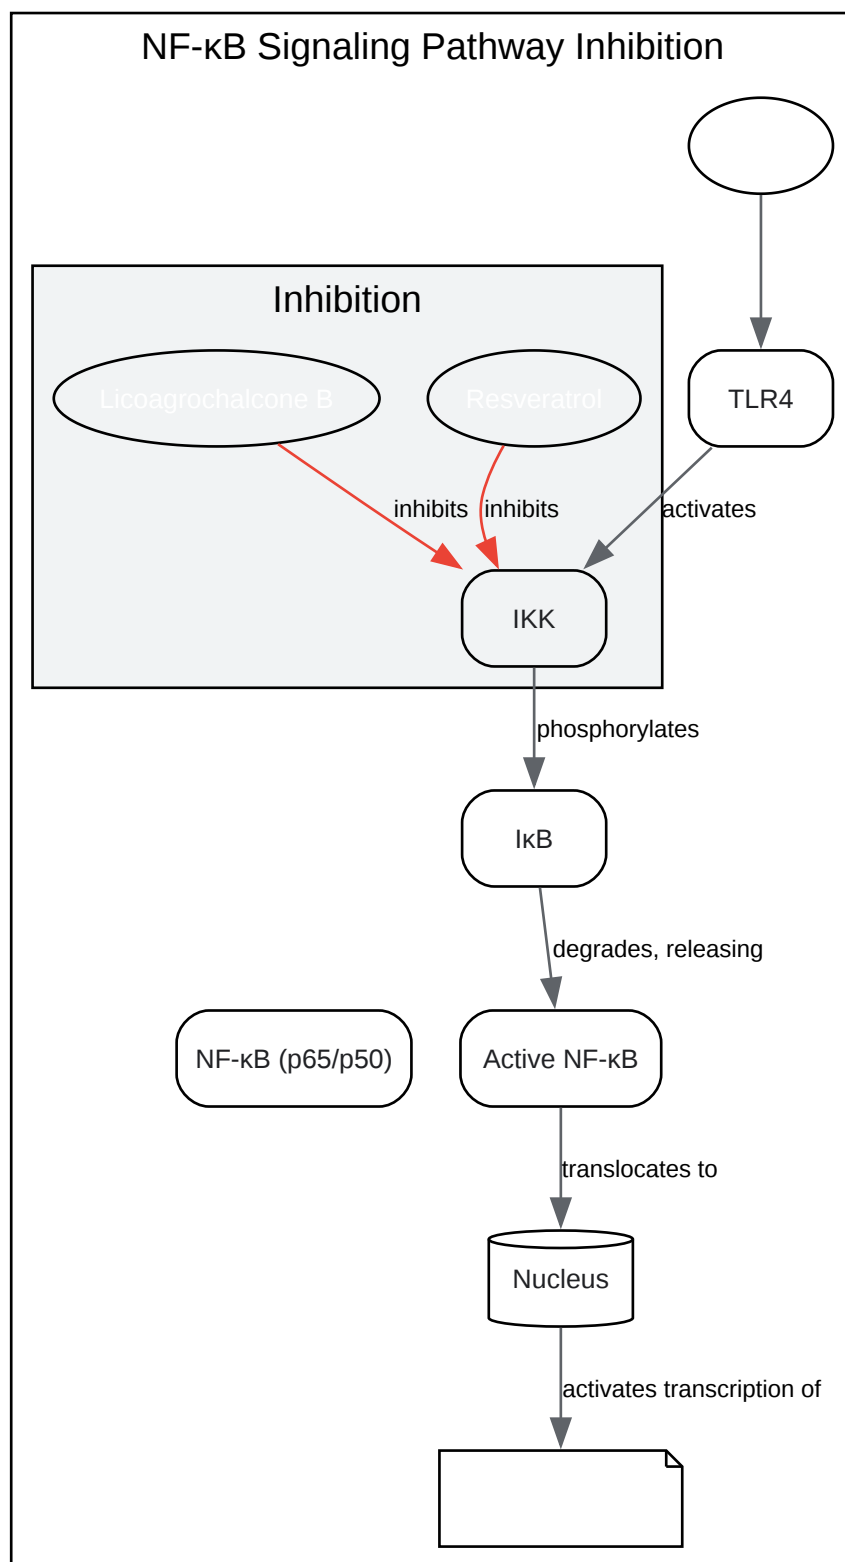 NF-κB Signaling Pathway Inhibition
Inhibition
Licoagrochalcone B
Resveratrol
TLR4
inhibits
inhibits
activates
IKK
phosphorylates
IκB
degrades, releasing
NF-κB (p65/p50)
Active NF-κB
translocates to
Nucleus
activates transcription of